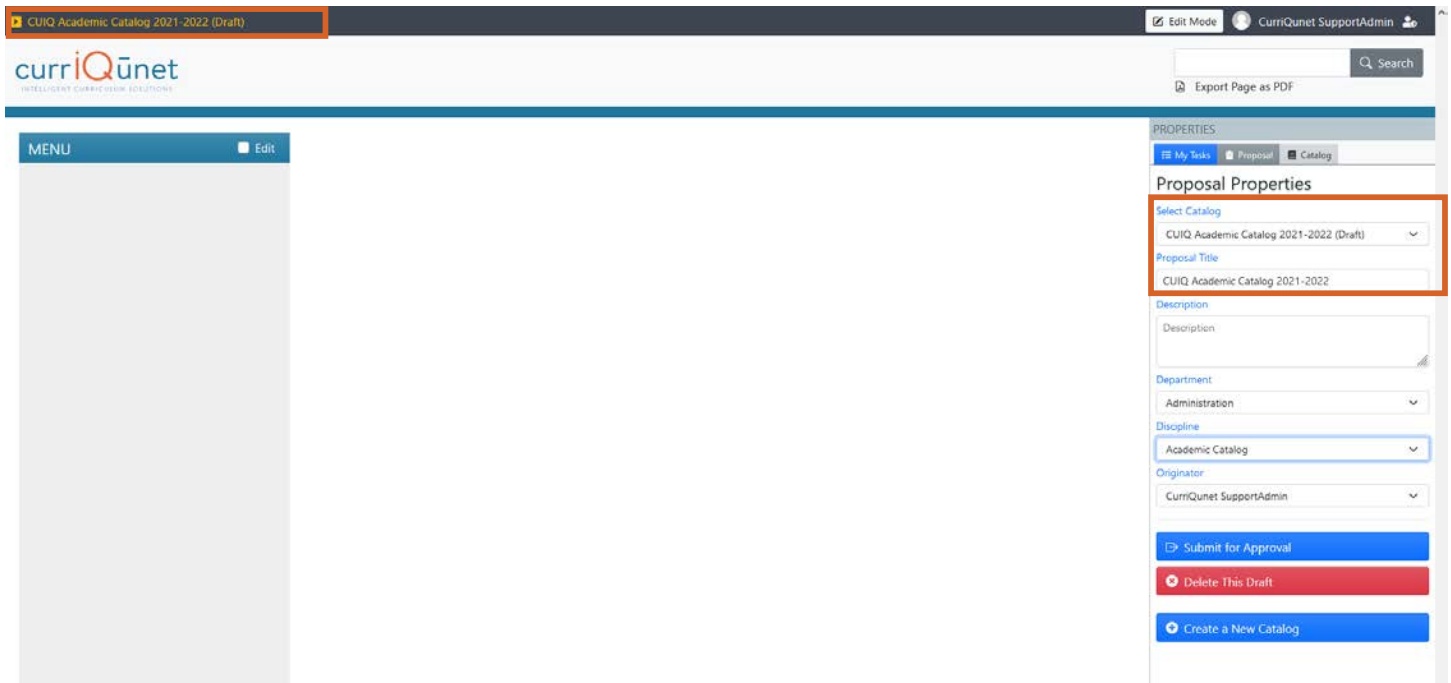 CUIQ Academic Catalog 2021-2022 (Draft)
Edit Mode
CurriQunet SupportAdmin
currIQūnet
INTELLIGENT CURRICULUM SOLUTIONS
Search
Export Page as PDF
MENU
Edit
PROPERTIES
My Tasks
Proposal
Catalog
Proposal Properties
Select Catalog
CUIQ Academic Catalog 2021-2022 (Draft)
Proposal Title
CUIQ Academic Catalog 2021-2022
Description
Description
Department
Administration
Discipline
Academic Catalog
Originator
CurriQunet SupportAdmin
Submit for Approval
Delete This Draft
Create a New Catalog